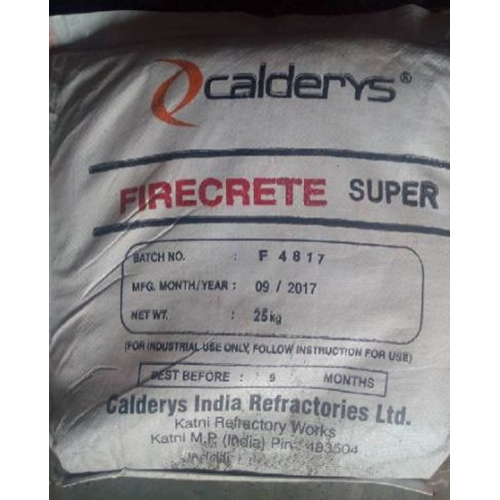 calderys®
FIRECRETE SUPER
BATCH NO. : F 4817
MFG. MONTH/YEAR : 09 / 2017
NET WT. : 25kg
(FOR INDUSTRIAL USE ONLY, FOLLOW INSTRUCTION FOR USE)
BEST BEFORE : 9 MONTHS
Calderys India Refractories Ltd.
Katni Refractory Works
Katni M.P. (India) Pin : 483504